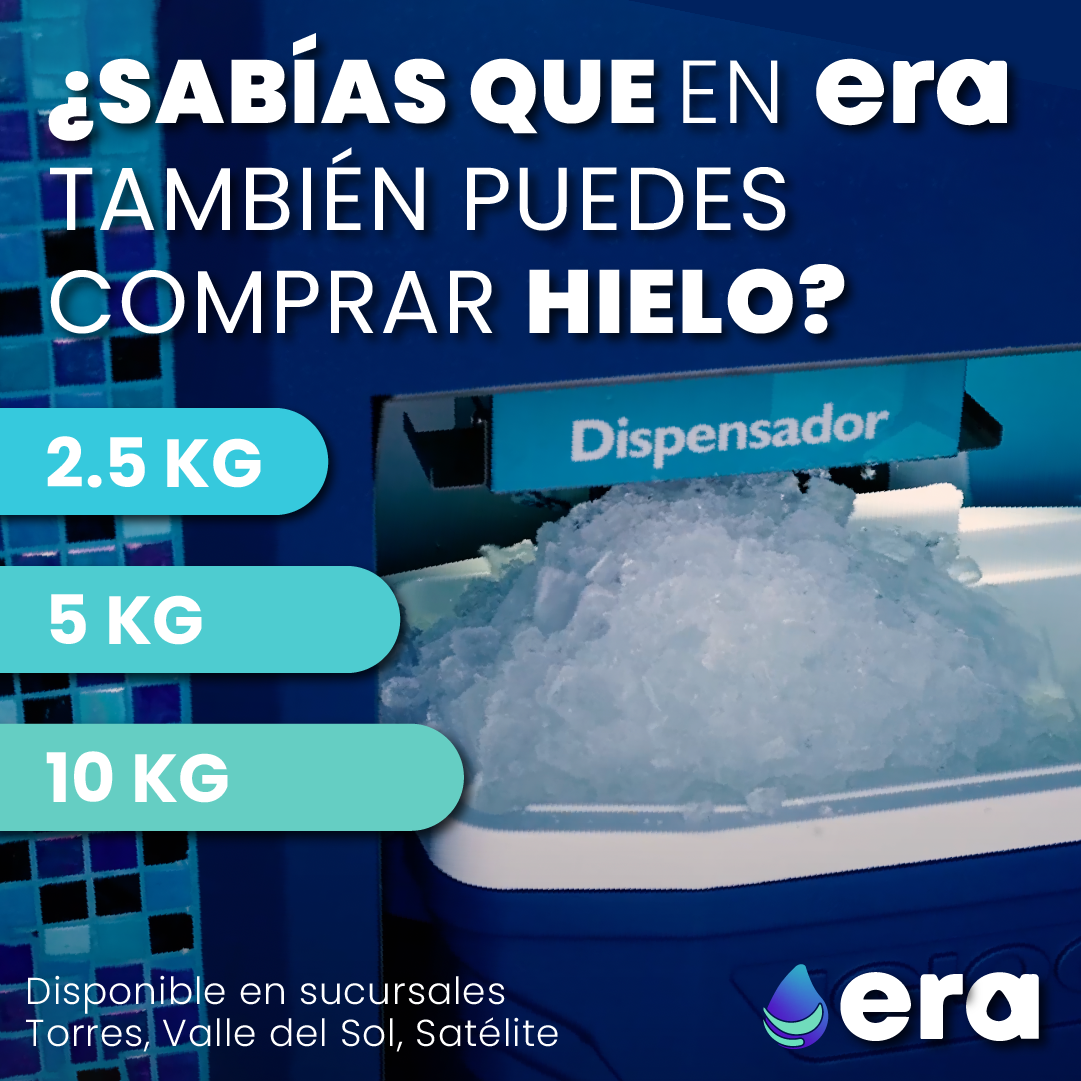 ¿SABÍAS QUE EN era
TAMBIÉN PUEDES
COMPRAR HIELO?
Dispensador
2.5 KG
5 KG
10 KG
Disponible en sucursales
Torres, Valle del Sol, Satélite
era